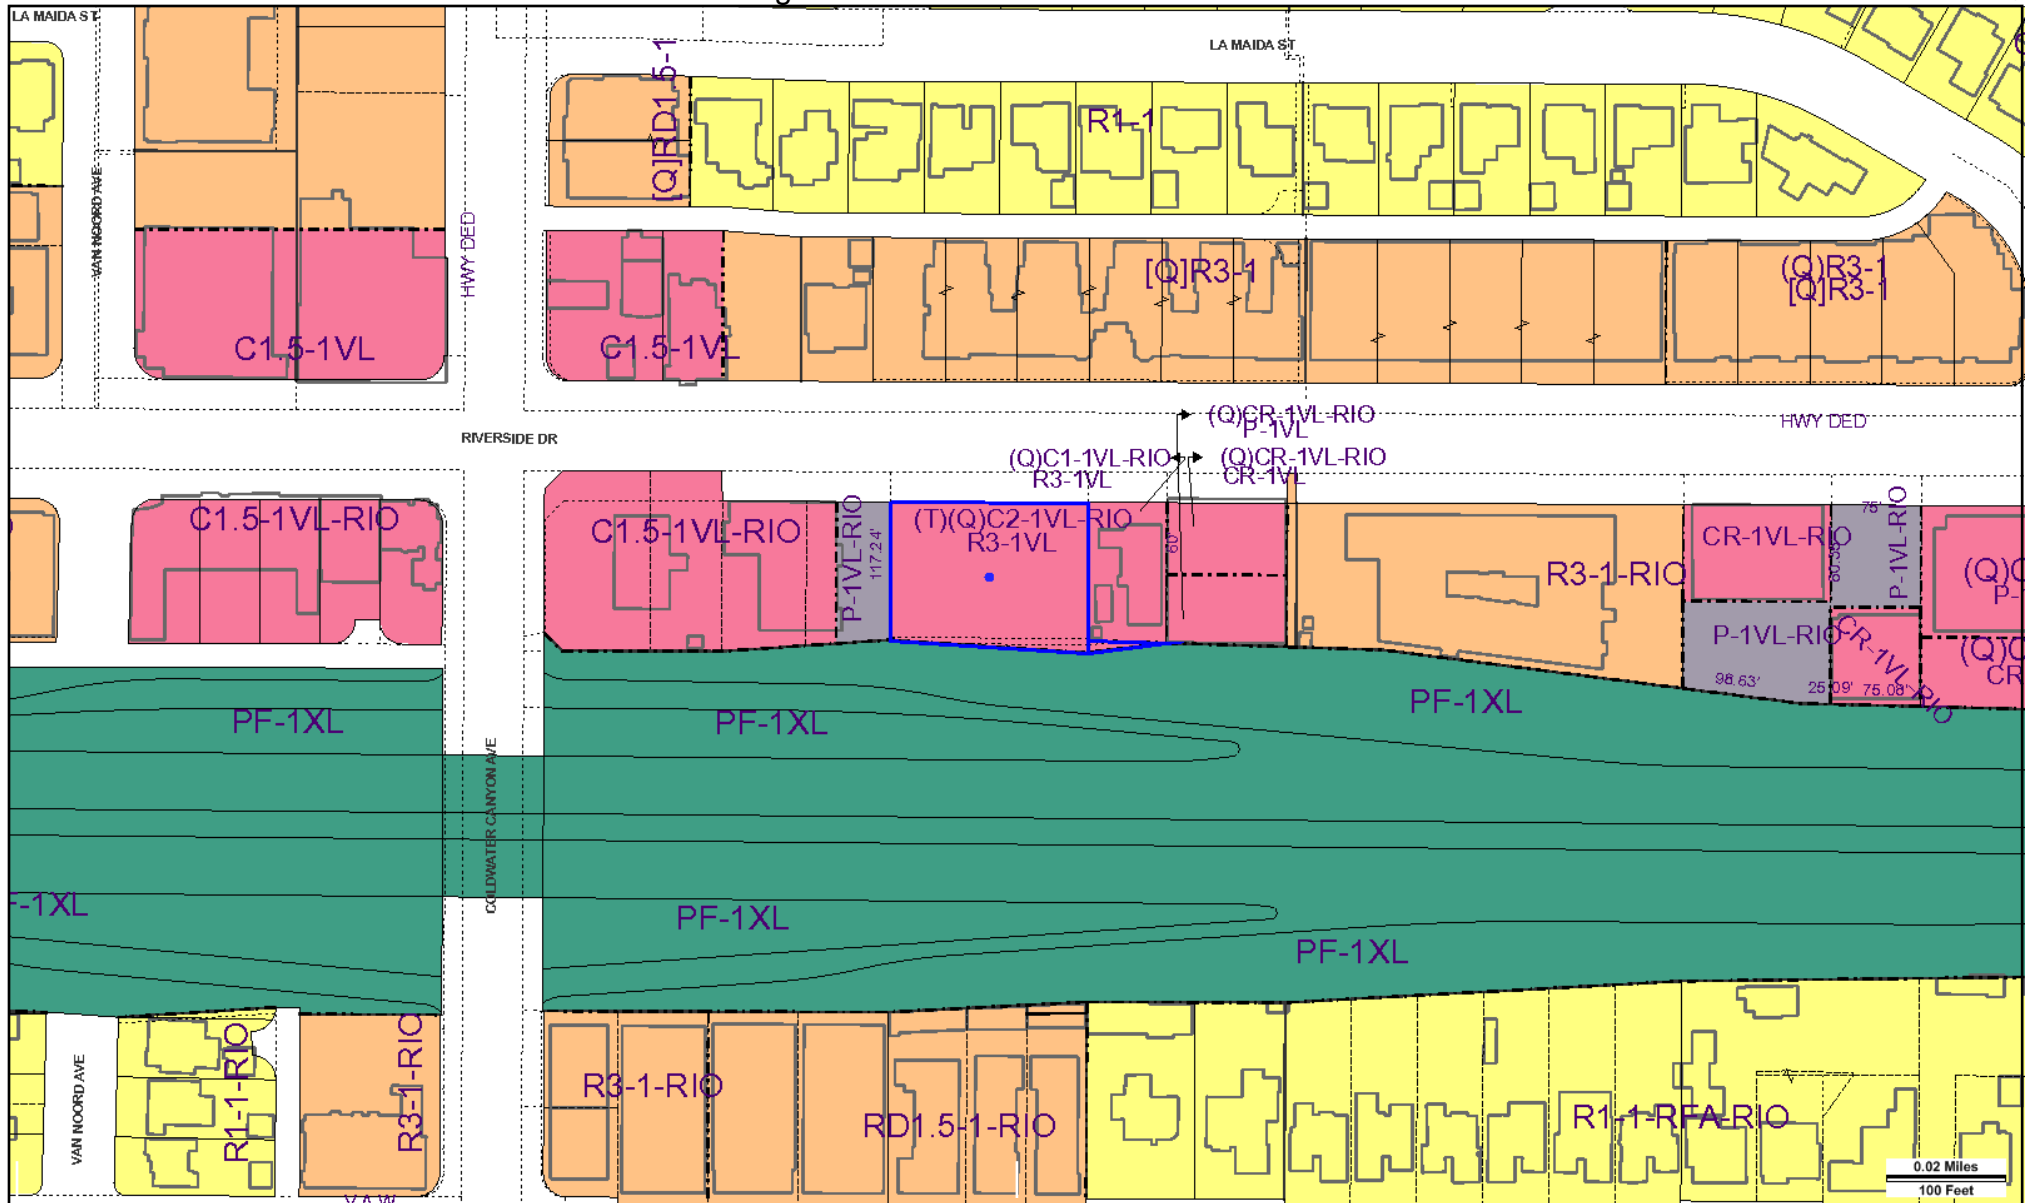 LA MAIDA ST
LA MAIDA ST
[Q]RD1.5-1
R1-1
VAN NOORD AVE
HWY DED
[Q]R3-1
(Q)R3-1
[Q]R3-1
C1.5-1VL
C1.5-1VL
RIVERSIDE DR
(Q)CR-1VL-RIO
P-1VL
HWY DED
(Q)C1-1VL-RIO
R3-1VL
(Q)CR-1VL-RIO
CR-1VL
C1.5-1VL-RIO
C1.5-1VL-RIO
P-1VL-RIO
117.24'
(T)(Q)C2-1VL-RIO
R3-1VL
60'
R3-1-RIO
CR-1VL-RIO
75'
P-1VL-RIO
(Q)C
P-
P-1VL-RIO
98.63'
25.09'
75.08'
CR-1VL-RIO
(Q)C
CR
PF-1XL
PF-1XL
PF-1XL
COLDWATER CANYON AVE
F-1XL
PF-1XL
PF-1XL
VAN NOORD AVE
R1-1-RIO
R3-1-RIO
R3-1-RIO
RD1.5-1-RIO
R1-1-RFA-RIO
0.02 Miles
100 Feet